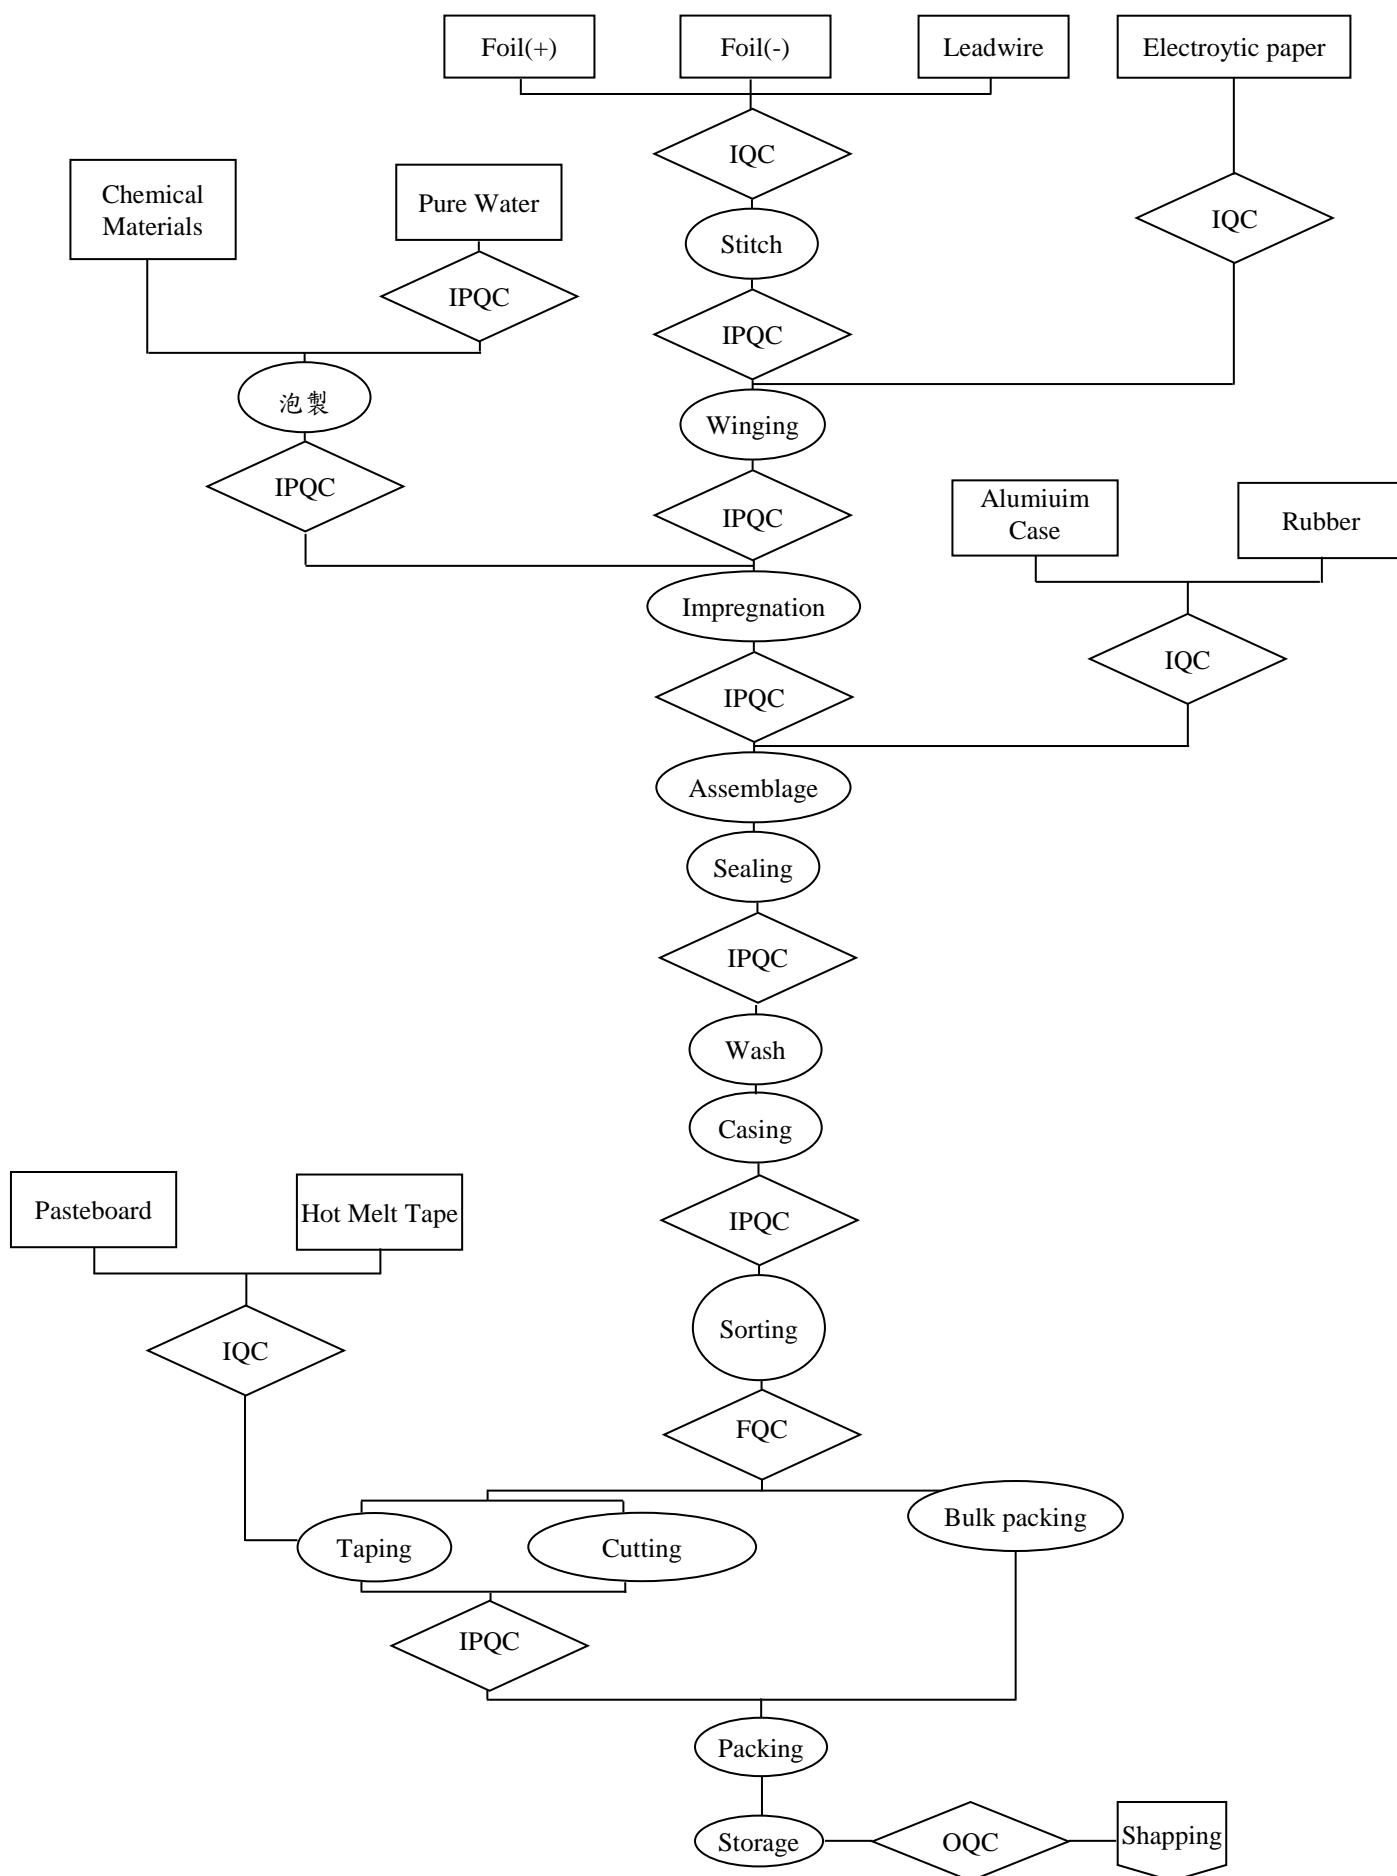 Foil(+)
Foil(-)
Leadwire
Electroytic paper
IQC
Chemical
Materials
Pure Water
IQC
Stitch
IPQC
IPQC
泡製
Winging
IPQC
IPQC
Alumiuim
Case
Rubber
Impregnation
IQC
IPQC
Assemblage
Sealing
IPQC
Wash
Casing
Pasteboard
Hot Melt Tape
IPQC
Sorting
IQC
FQC
Bulk packing
Taping
Cutting
IPQC
Packing
Storage
OQC
Shapping